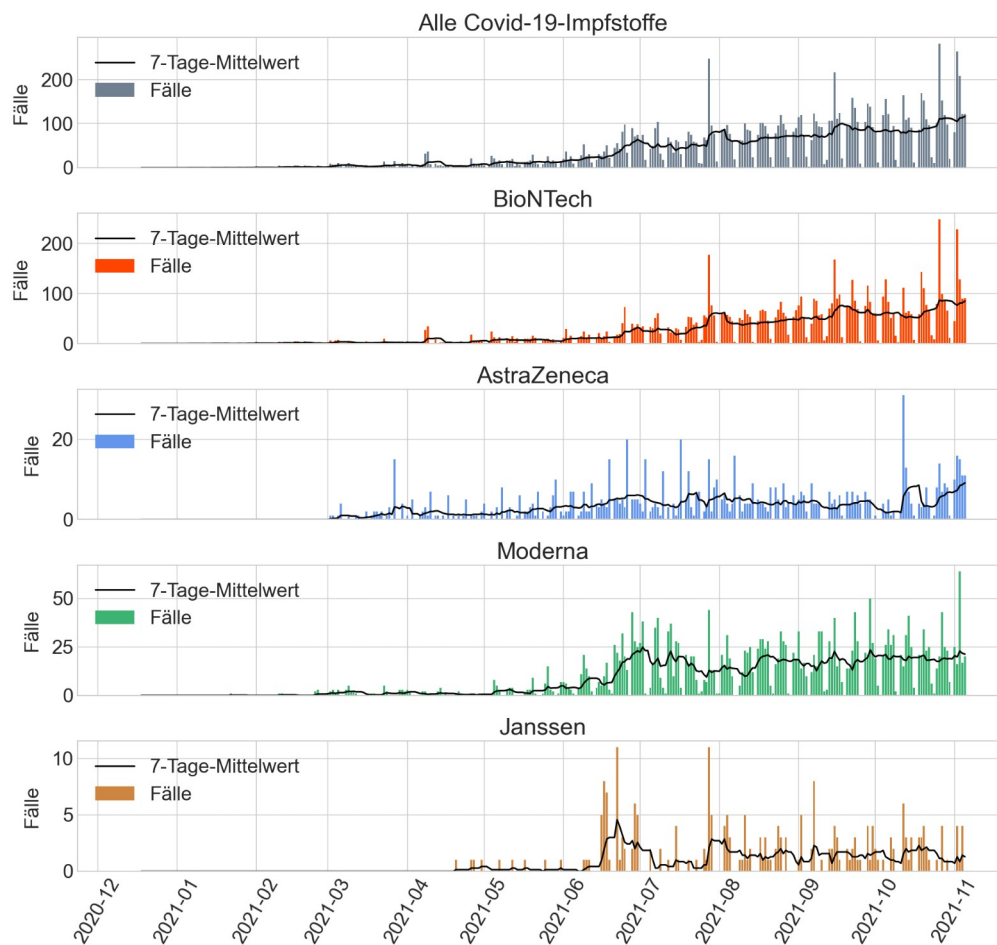 Alle Covid-19-Impfstoffe
Fälle
200
100
0
7-Tage-Mittelwert
Fälle
BioNTech
Fälle
200
100
0
7-Tage-Mittelwert
Fälle
AstraZeneca
Fälle
20
0
7-Tage-Mittelwert
Fälle
Moderna
Fälle
50
25
0
7-Tage-Mittelwert
Fälle
Janssen
Fälle
10
5
0
7-Tage-Mittelwert
Fälle
2020-12
2021-01
2021-02
2021-03
2021-04
2021-05
2021-06
2021-07
2021-08
2021-09
2021-10
2021-11